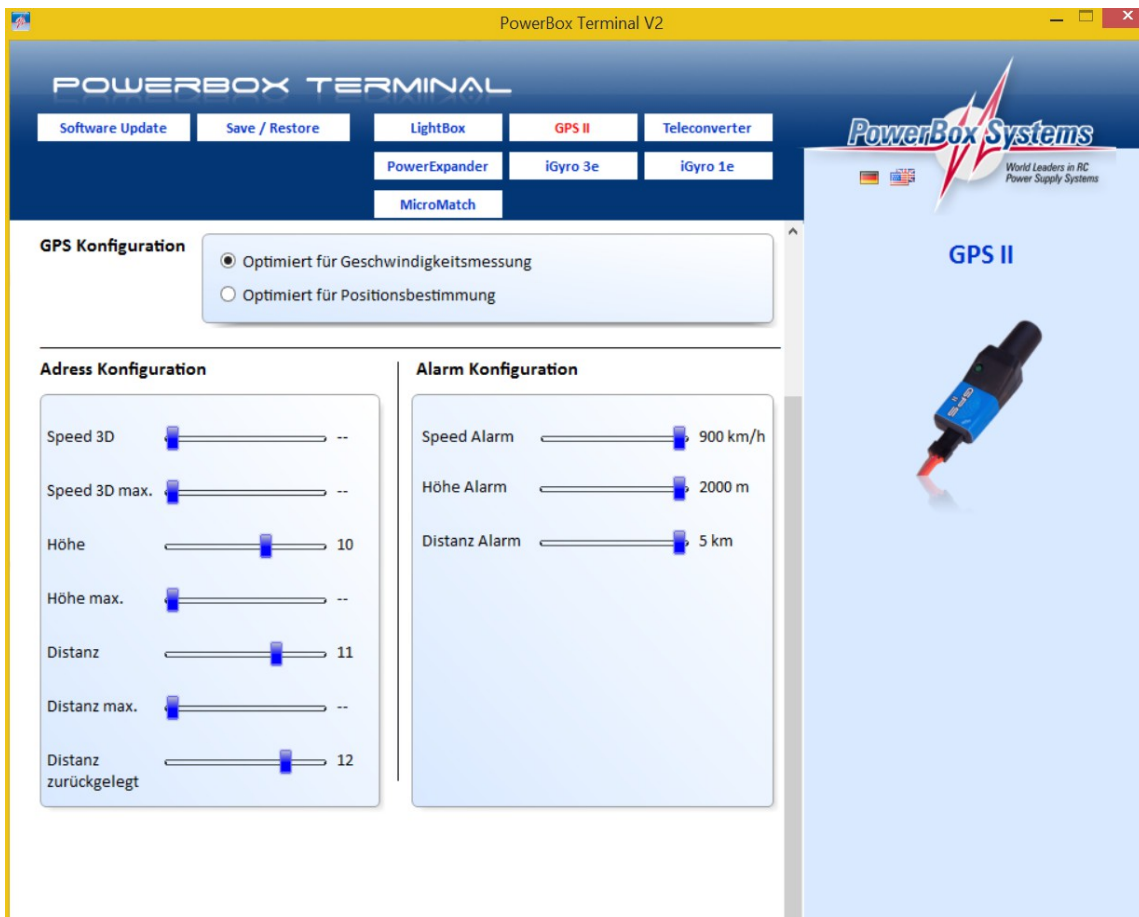 PowerBox Terminal V2
POWERBOX TERMINAL
Software Update
Save / Restore
LightBox
GPS II
Teleconverter
PowerExpander
iGyro 3e
iGyro 1e
MicroMatch
PowerBox Systems
World Leaders in RC
Power Supply Systems
GPS Konfiguration
Optimiert für Geschwindigkeitsmessung
Optimiert für Positionsbestimmung
Adress Konfiguration
Speed 3D --
Speed 3D max. --
Höhe 10
Höhe max. --
Distanz 11
Distanz max. --
Distanz 12
zurückgelegt
Alarm Konfiguration
Speed Alarm 900 km/h
Höhe Alarm 2000 m
Distanz Alarm 5 km
GPS II
GPS II